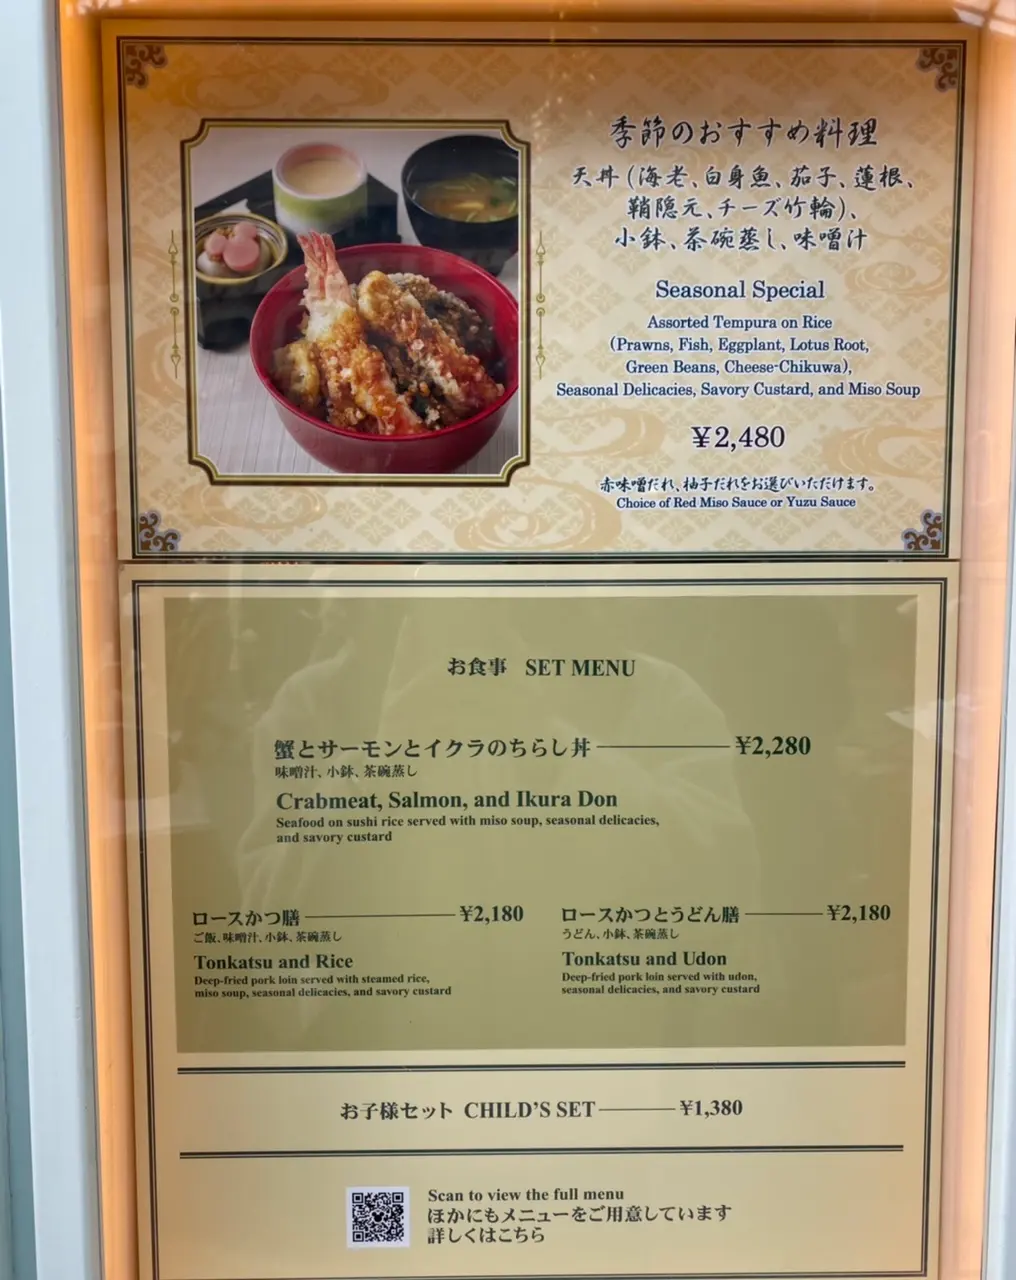 季節のおすすめ料理
天丼(海老、白身魚、茄子、蓮根、
鞘隠元、チーズ竹輪)、
小鉢、茶碗蒸し、味噌汁
Seasonal Special
Assorted Tempura on Rice
(Prawns, Fish, Eggplant, Lotus Root,
Green Beans, Cheese-Chikuwa),
Seasonal Delicacies, Savory Custard, and Miso Soup
¥2,480
赤味噌だれ、柚子だれをお選びいただけます。
Choice of Red Miso Sauce or Yuzu Sauce
お食事 SET MENU
蟹とサーモンとイクラのちらし丼 ¥2,280
味噌汁、小鉢、茶碗蒸し
Crabmeat, Salmon, and Ikura Don
Seafood on sushi rice served with miso soup, seasonal delicacies,
and savory custard
ロースかつ膳 ¥2,180
ご飯、味噌汁、小鉢、茶碗蒸し
Tonkatsu and Rice
Deep-fried pork loin served with steamed rice,
miso soup, seasonal delicacies, and savory custard
ロースかつとうどん膳 ¥2,180
うどん、小鉢、茶碗蒸し
Tonkatsu and Udon
Deep-fried pork loin served with udon,
seasonal delicacies, and savory custard
お子様セット CHILD'S SET ¥1,380
Scan to view the full menu
ほかにもメニューをご用意しています
詳しくはこちら